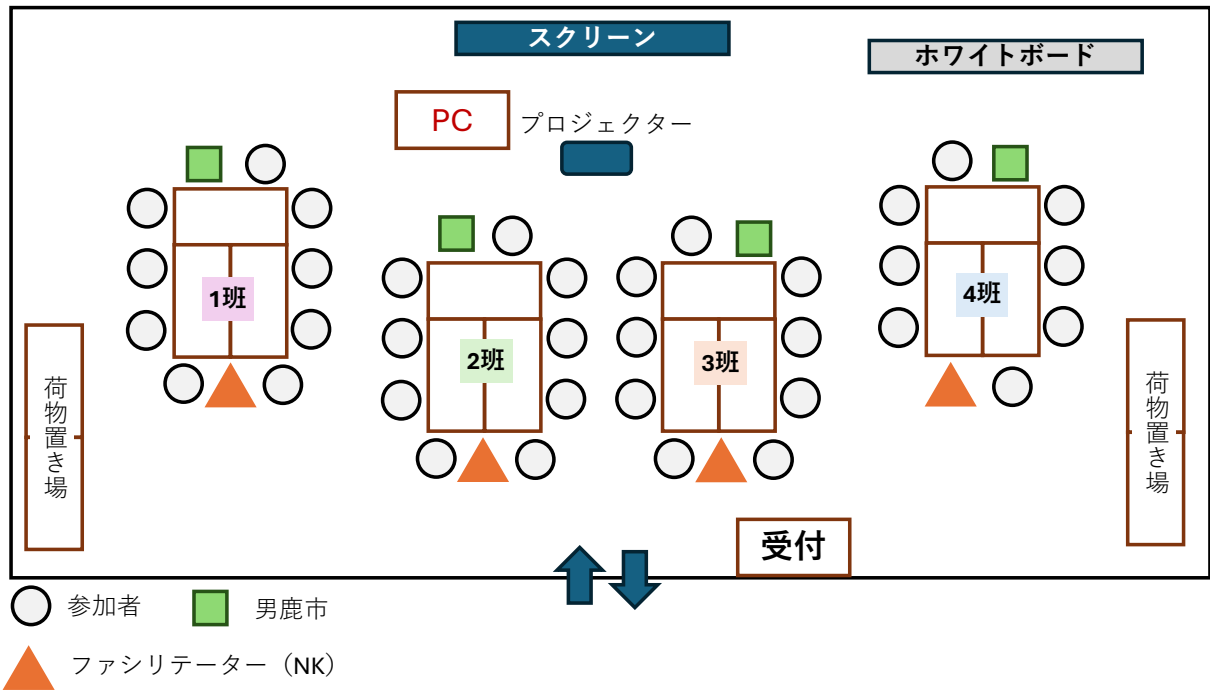 スクリーン
ホワイトボード
PC
プロジェクター
1班
2班
3班
4班
荷物置き場
荷物置き場
受付
参加者
男鹿市
ファシリテーター（NK）